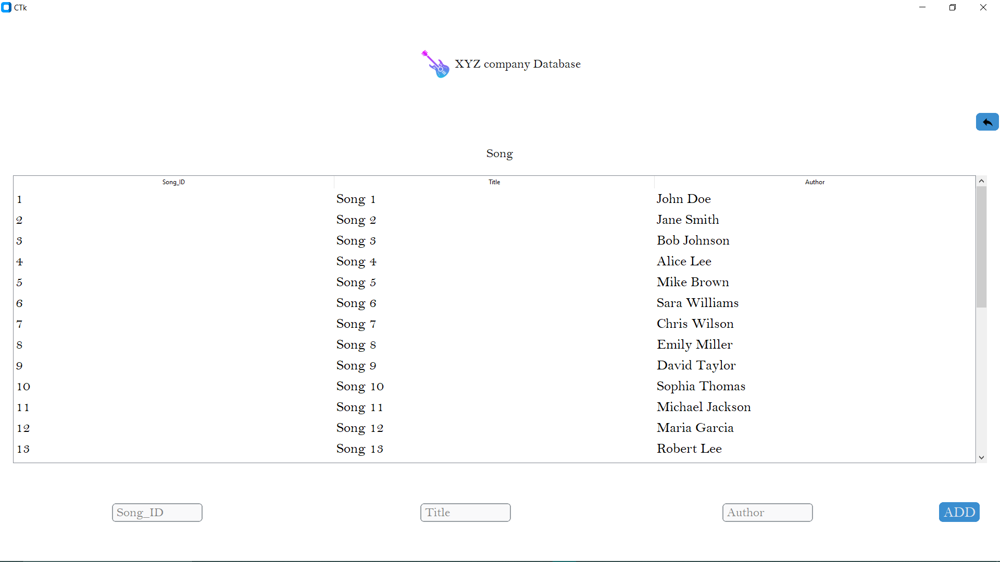 CTk
XYZ company Database
Song
Song_ID Title Author
1 Song 1 John Doe
2 Song 2 Jane Smith
3 Song 3 Bob Johnson
4 Song 4 Alice Lee
5 Song 5 Mike Brown
6 Song 6 Sara Williams
7 Song 7 Chris Wilson
8 Song 8 Emily Miller
9 Song 9 David Taylor
10 Song 10 Sophia Thomas
11 Song 11 Michael Jackson
12 Song 12 Maria Garcia
13 Song 13 Robert Lee
Song_ID Title Author ADD